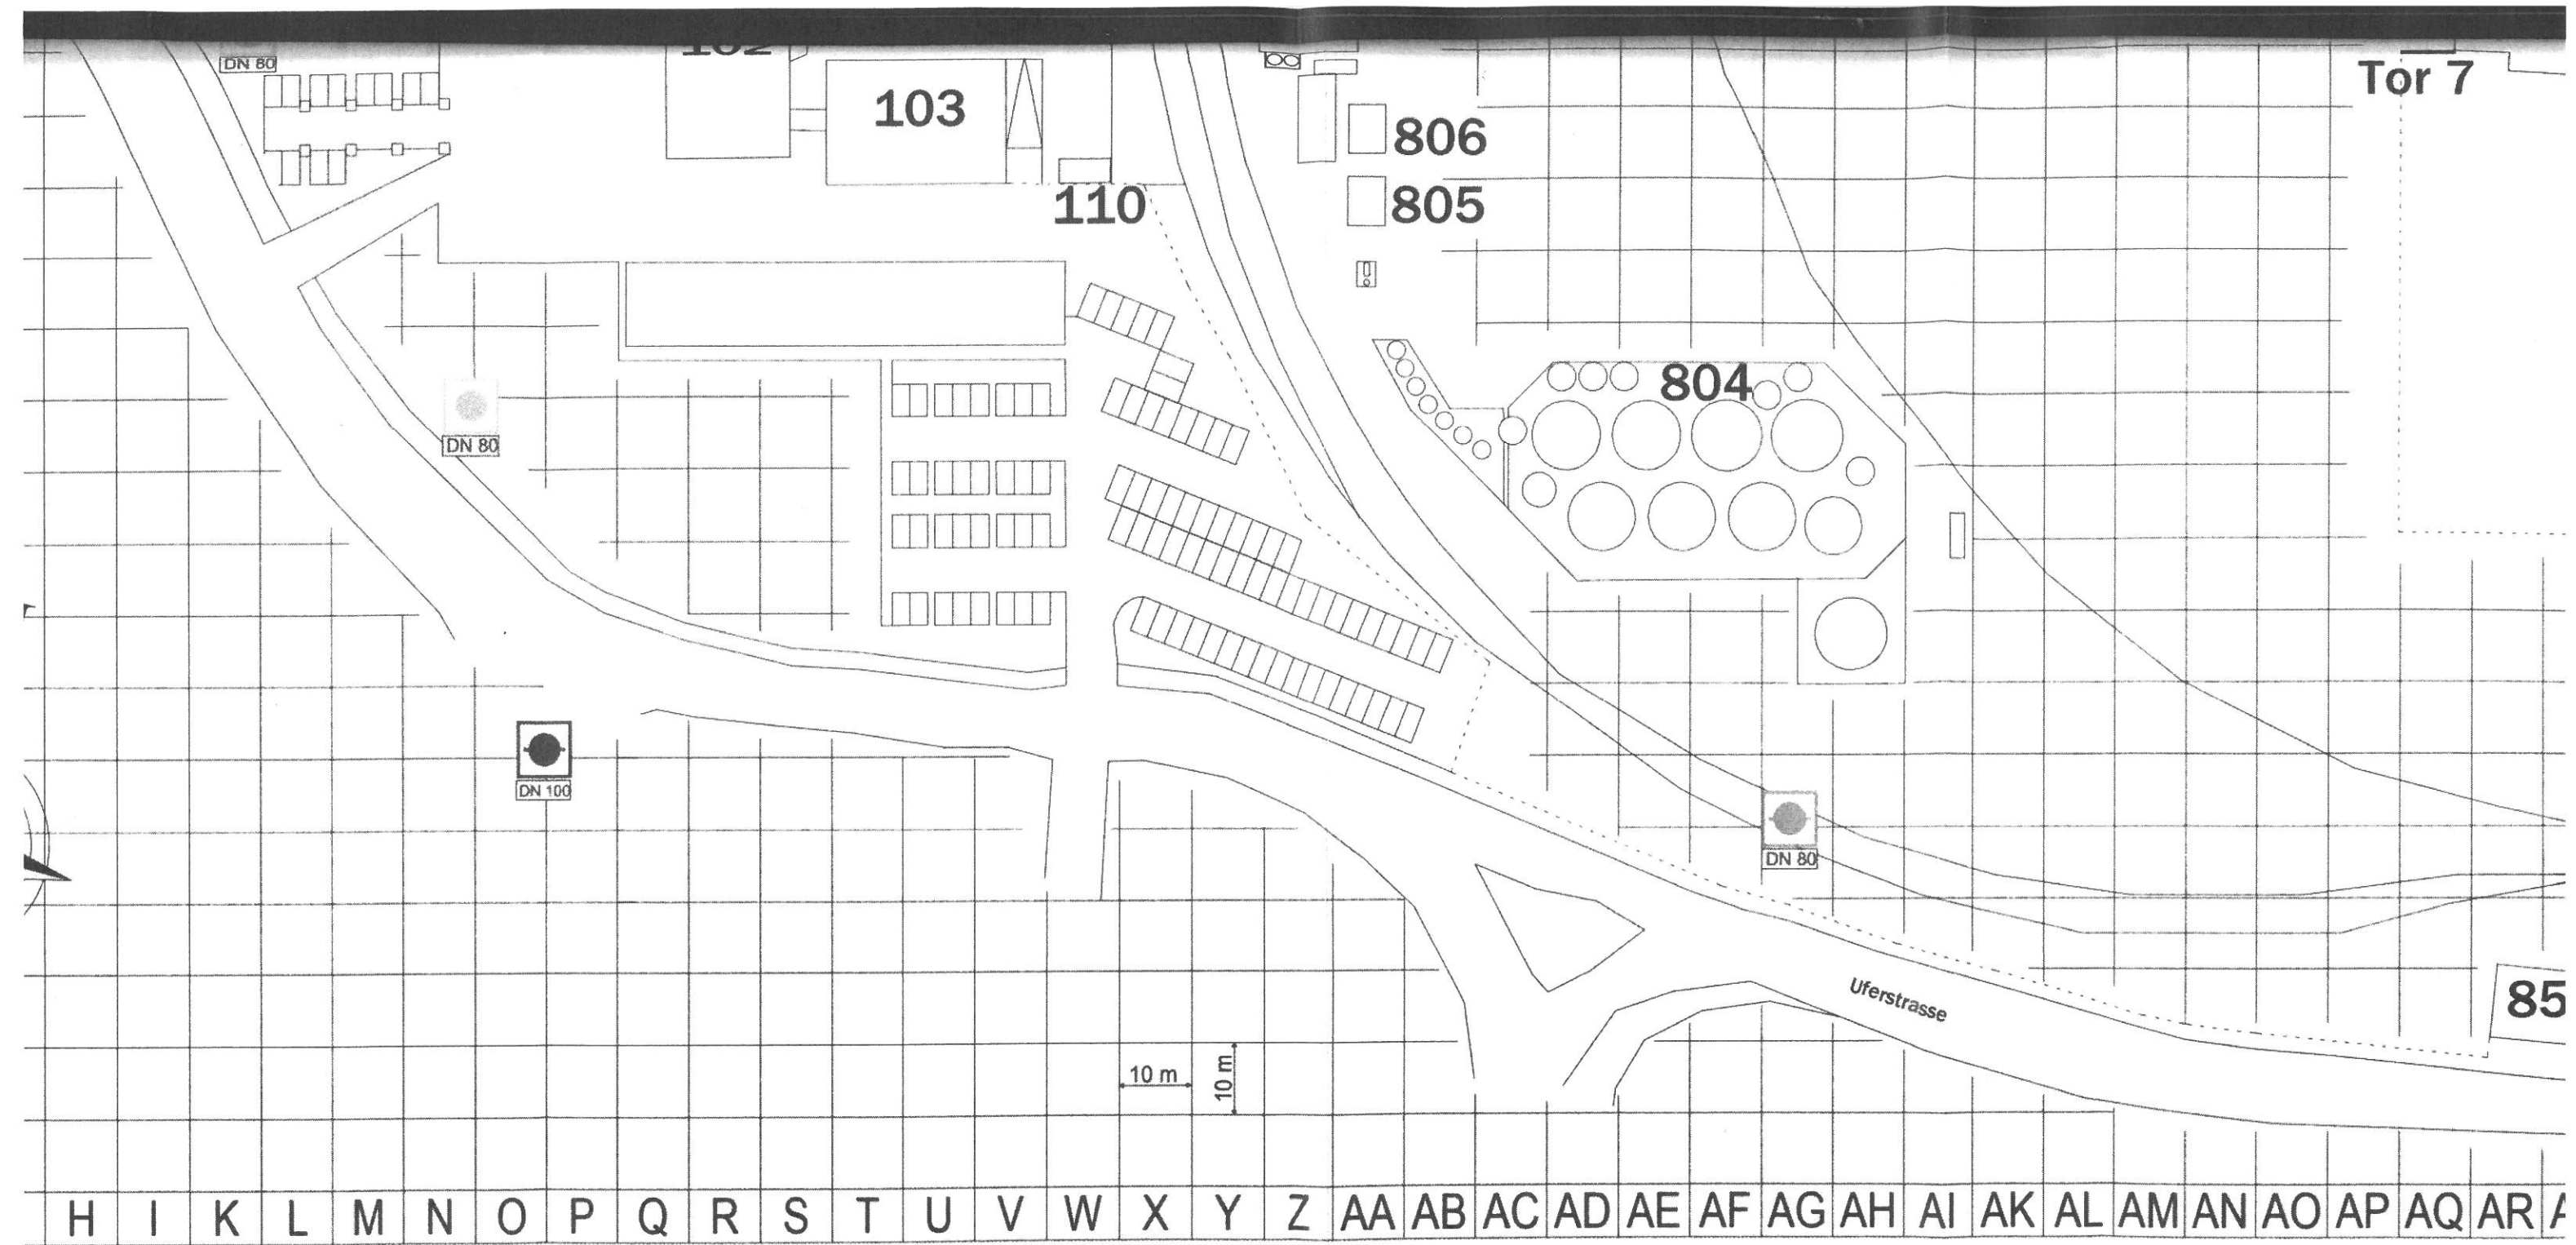 DN 80
102
103
Tor 7
806
805
110
804
DN 80
DN 100
DN 80
Uferstrasse
85
10 m
10 m
H I K L M N O P Q R S T U V W X Y Z AA AB AC AD AE AF AG AH AI AK AL AM AN AO AP AQ AR